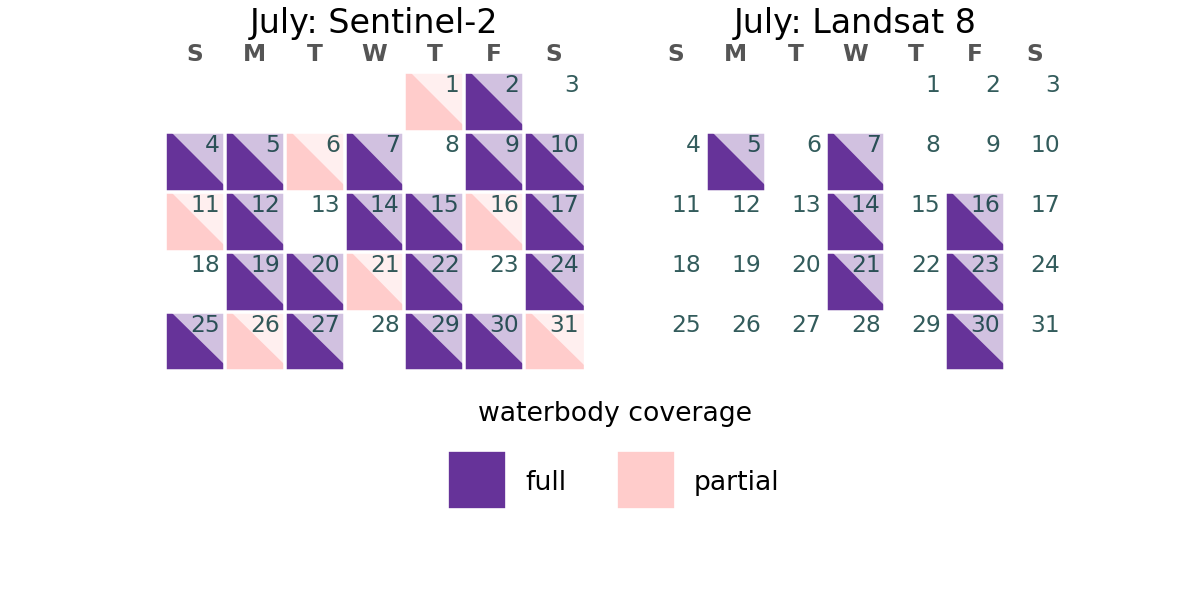 July: Sentinel-2
S M T W T F S
1 2 3
4 5 6 7 8 9 10
11 12 13 14 15 16 17
18 19 20 21 22 23 24
25 26 27 28 29 30 31
July: Landsat 8
S M T W T F S
1 2 3
4 5 6 7 8 9 10
11 12 13 14 15 16 17
18 19 20 21 22 23 24
25 26 27 28 29 30 31
waterbody coverage
full partial